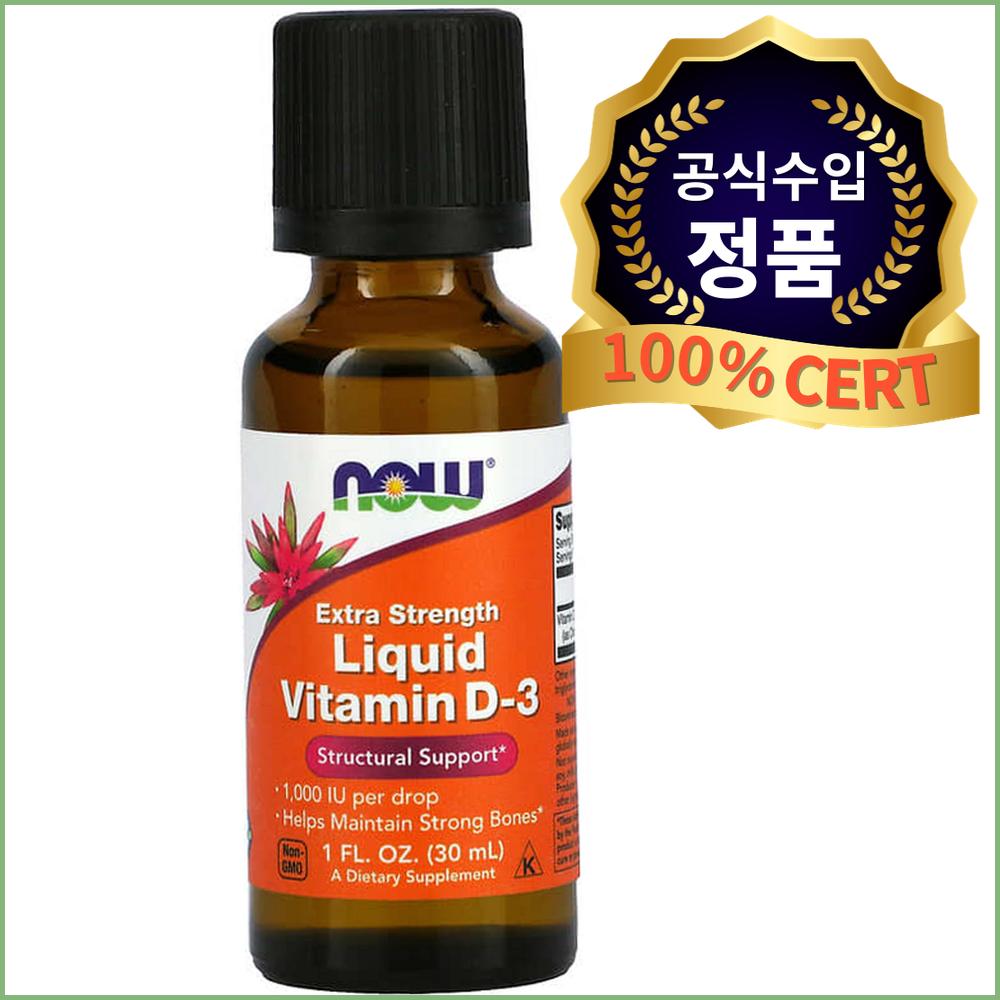 공식수입
정품
100% CERT
NOW®
Extra Strength
Liquid
Vitamin D-3
Structural Support*
· 1,000 IU per drop
· Helps Maintain Strong Bones*
Non-
GMO
1 FL. OZ. (30 mL)
A Dietary Supplement
K